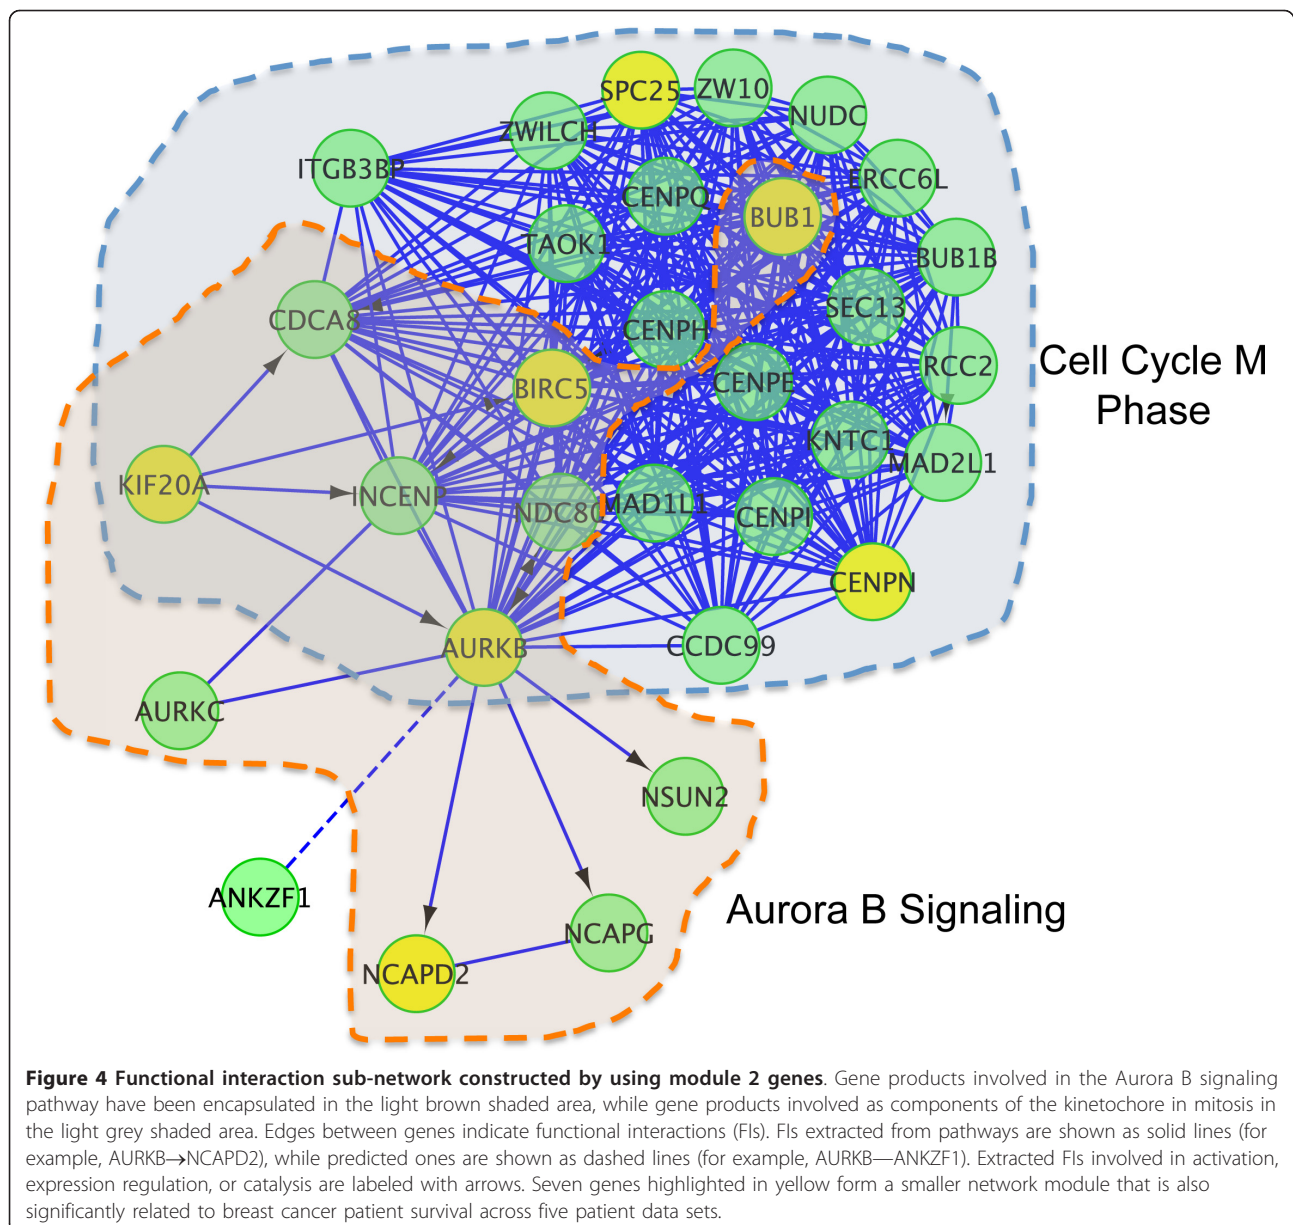 SPC25
ZW10
NUDC
ZWILCH
ITGB3BP
ERCC6L
CENPQ
BUB1
TAOK1
BUB1B
SEC13
CDCA8
CENPH
RCC2
Cell Cycle M
Phase
BIRC5
CENPE
KNTC1
MAD2L1
KIF20A
INCENP
NDC80
MAD1L1
CENPI
CENPN
AURKB
CCDC99
AURKC
NSUN2
ANKZF1
Aurora B Signaling
NCAPG
NCAPD2
Figure 4 Functional interaction sub-network constructed by using module 2 genes. Gene products involved in the Aurora B signaling
pathway have been encapsulated in the light brown shaded area, while gene products involved as components of the kinetochore in mitosis in
the light grey shaded area. Edges between genes indicate functional interactions (FIs). FIs extracted from pathways are shown as solid lines (for
example, AURKB→NCAPD2), while predicted ones are shown as dashed lines (for example, AURKB—ANKZF1). Extracted FIs involved in activation,
expression regulation, or catalysis are labeled with arrows. Seven genes highlighted in yellow form a smaller network module that is also
significantly related to breast cancer patient survival across five patient data sets.